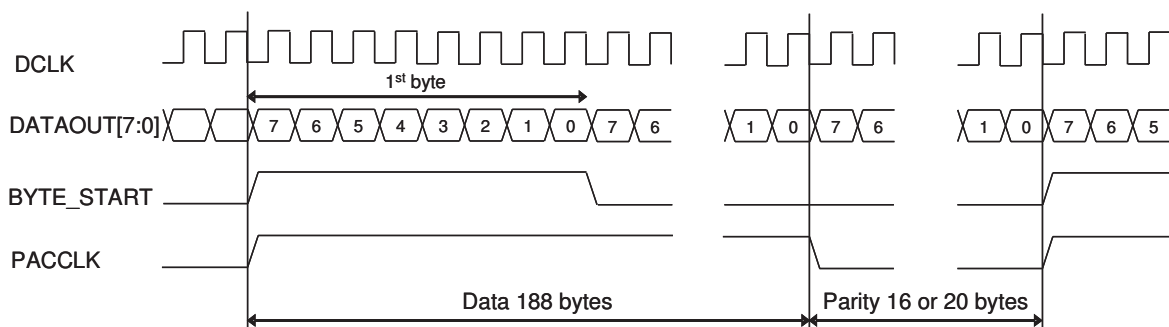 DCLK
1st byte
DATAOUT[7:0] 7 6 5 4 3 2 1 0 7 6 1 0 7 6 1 0 7 6 5
BYTE_START
PACCLK
Data 188 bytes Parity 16 or 20 bytes